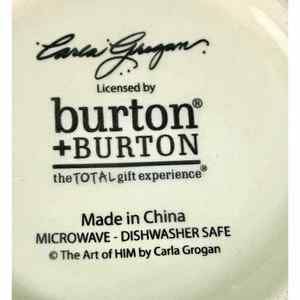 Carla Grogan
Licensed by
burton®
+BURTON
the TOTAL gift experience®
Made in China
MICROWAVE - DISHWASHER SAFE
© The Art of HIM by Carla Grogan